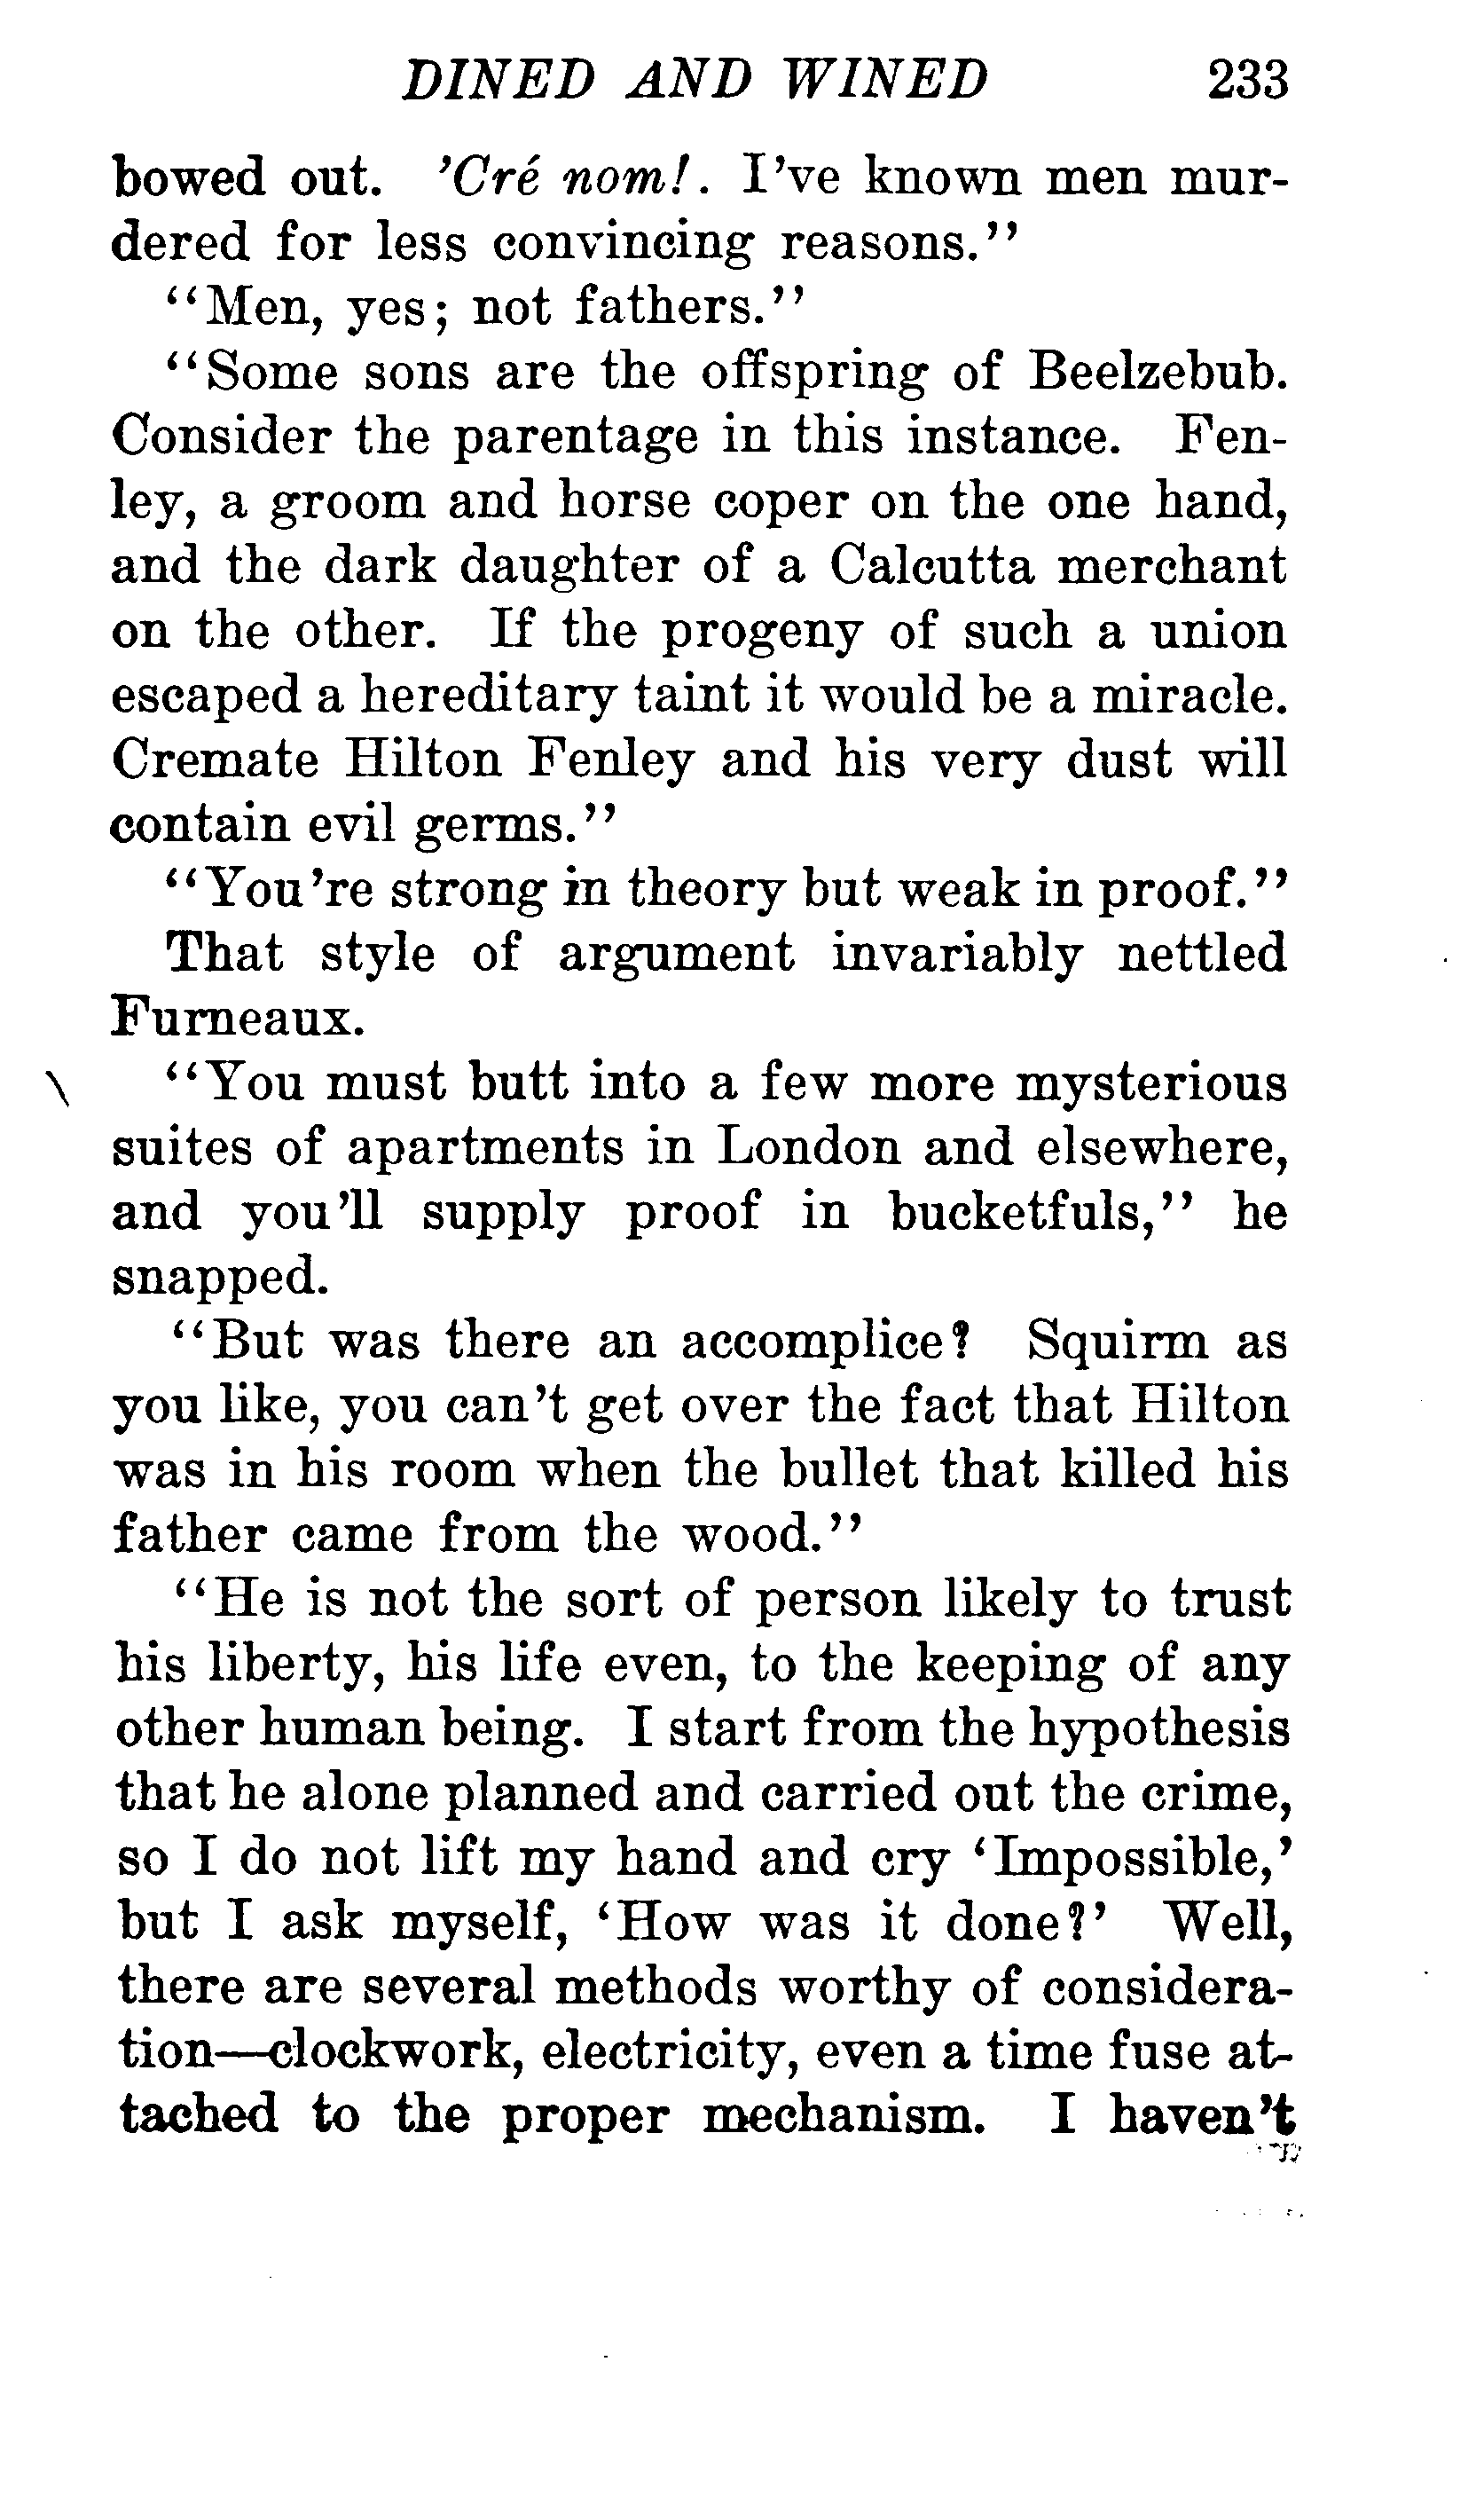 DINED AND WINED 233
bowed out. 'Cré nom!. I've known men mur-
dered for less convincing reasons."
"Men, yes; not fathers."
"Some sons are the offspring of Beelzebub.
Consider the parentage in this instance. Fen-
ley, a groom and horse coper on the one hand,
and the dark daughter of a Calcutta merchant
on the other. If the progeny of such a union
escaped a hereditary taint it would be a miracle.
Cremate Hilton Fenley and his very dust will
contain evil germs."
"You're strong in theory but weak in proof."
That style of argument invariably nettled
Furneaux.
"You must butt into a few more mysterious
suites of apartments in London and elsewhere,
and you'll supply proof in bucketfuls," he
snapped.
"But was there an accomplice? Squirm as
you like, you can't get over the fact that Hilton
was in his room when the bullet that killed his
father came from the wood."
"He is not the sort of person likely to trust
his liberty, his life even, to the keeping of any
other human being. I start from the hypothesis
that he alone planned and carried out the crime,
so I do not lift my hand and cry 'Impossible,'
but I ask myself, 'How was it done?' Well,
there are several methods worthy of considera-
tion—clockwork, electricity, even a time fuse at-
tached to the proper mechanism. I haven't